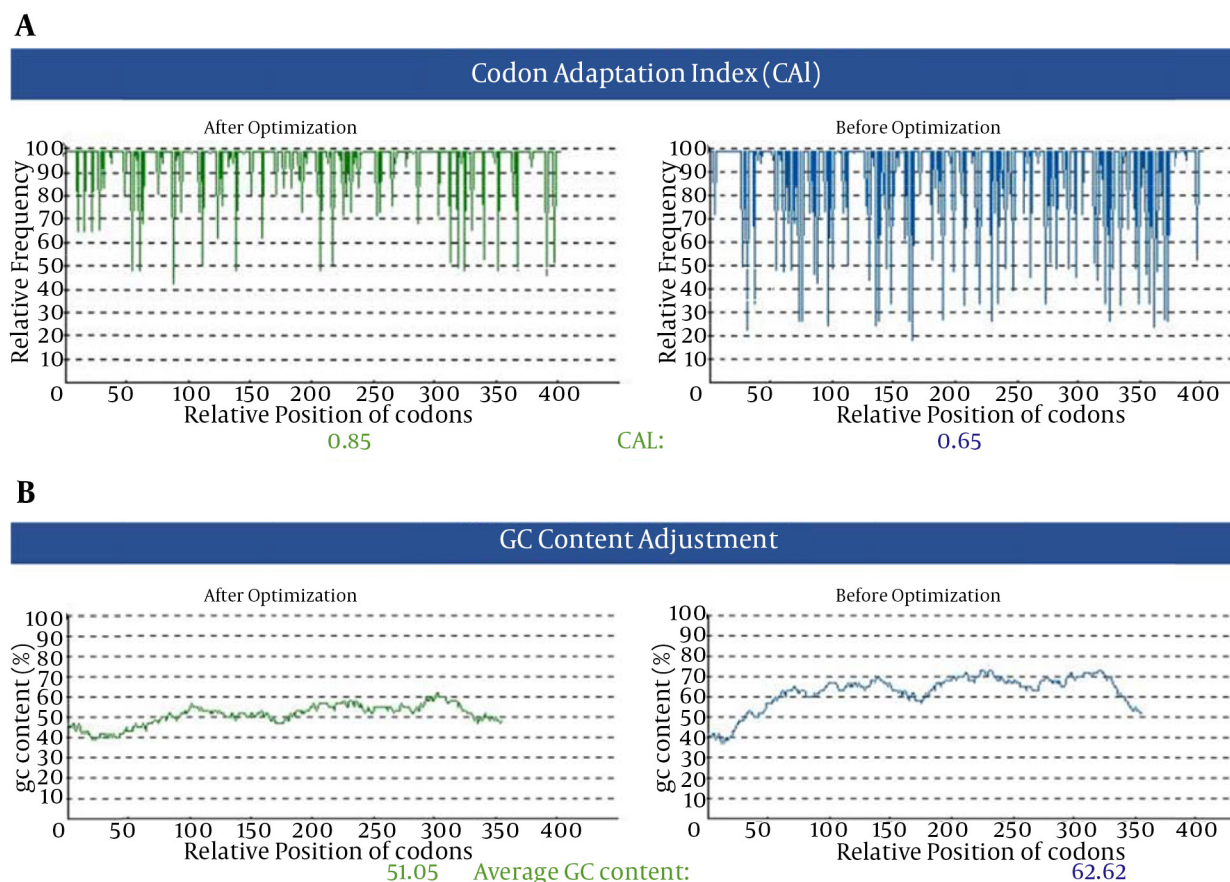 A
Codon Adaptation Index (CAl)
After Optimization
Relative Frequency
100
90
80
70
60
50
40
30
20
10
0 50 100 150 200 250 300 350 400
Relative Position of codons
0.85
CAL:
Before Optimization
Relative Frequency
100
90
80
70
60
50
40
30
20
10
0 50 100 150 200 250 300 350 400
Relative Position of codons
0.65
B
GC Content Adjustment
After Optimization
gc content (%)
100
90
80
70
60
50
40
30
20
10
0 50 100 150 200 250 300 350 400
Relative Position of codons
51.05 Average GC content:
Before Optimization
gc content (%)
100
90
80
70
60
50
40
30
20
10
0 50 100 150 200 250 300 350 400
Relative Position of codons
62.62